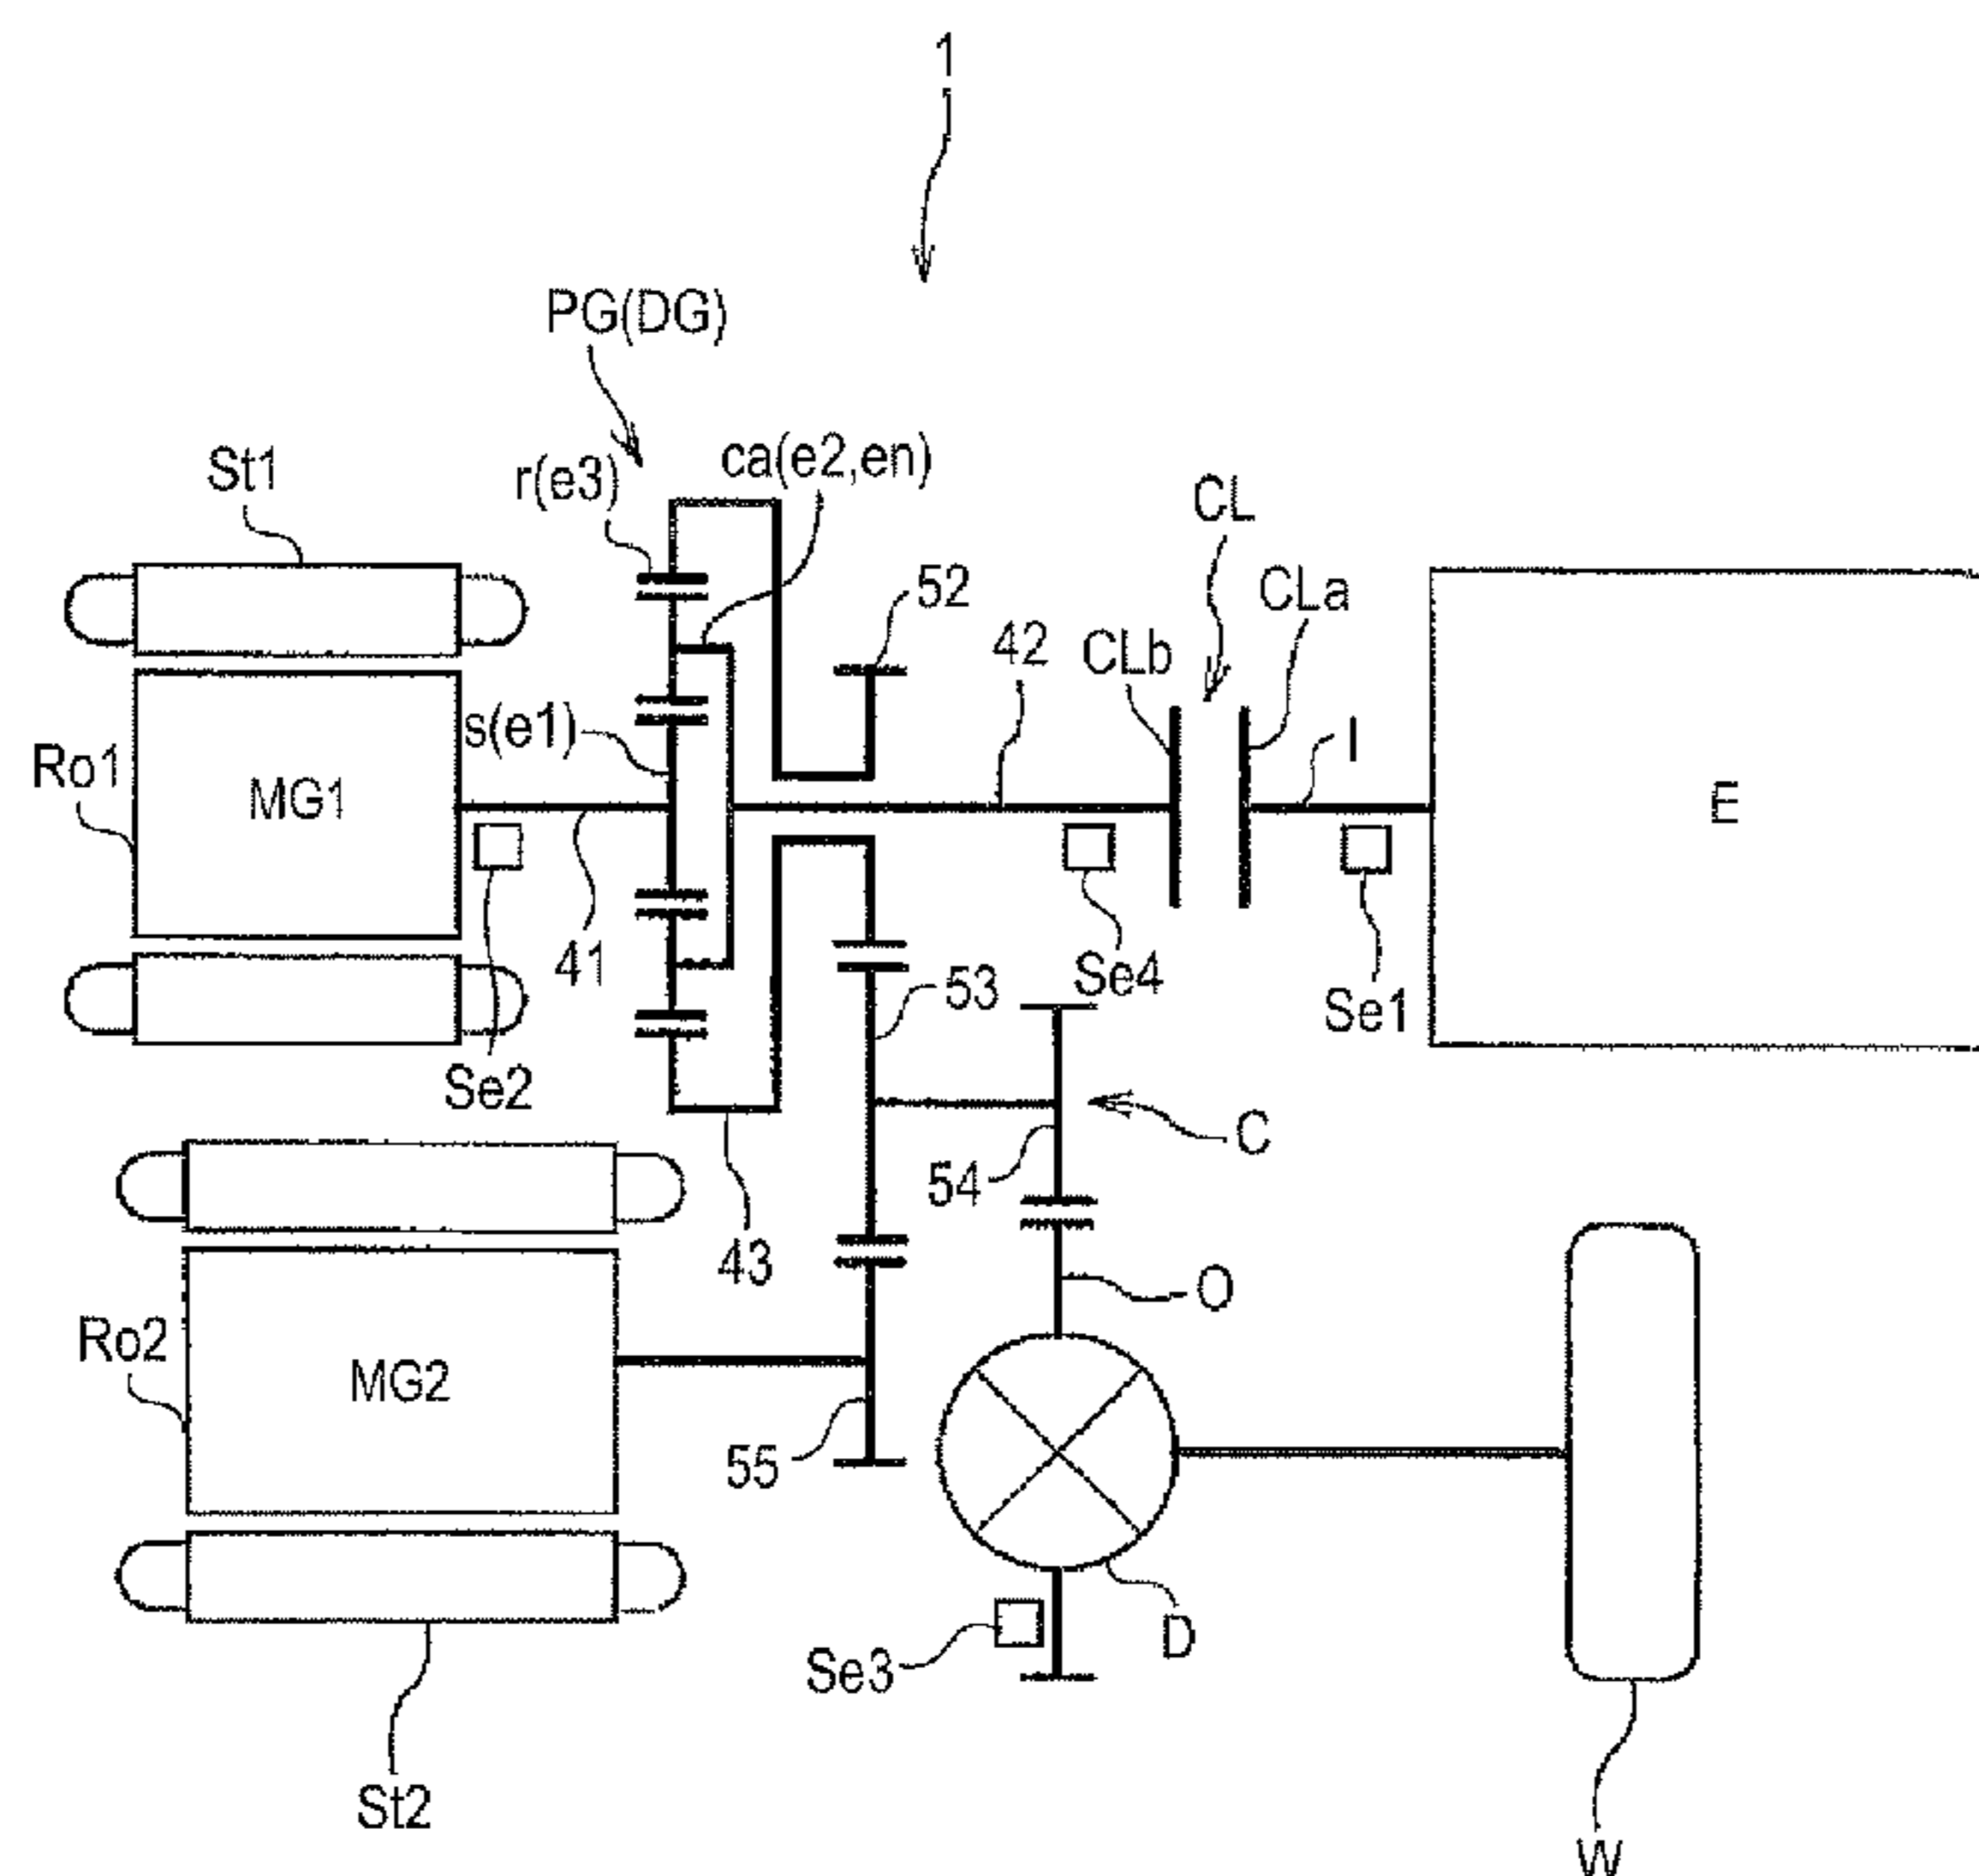 1
PG(DG)
St1
r(e3)
ca(e2,en)
CL
CLa
52
42
CLb
s(e1)
I
Ro1
MG1
E
41
Se4
53
Se1
Se2
C
54
43
O
Ro2
MG2
55
D
Se3
St2
W